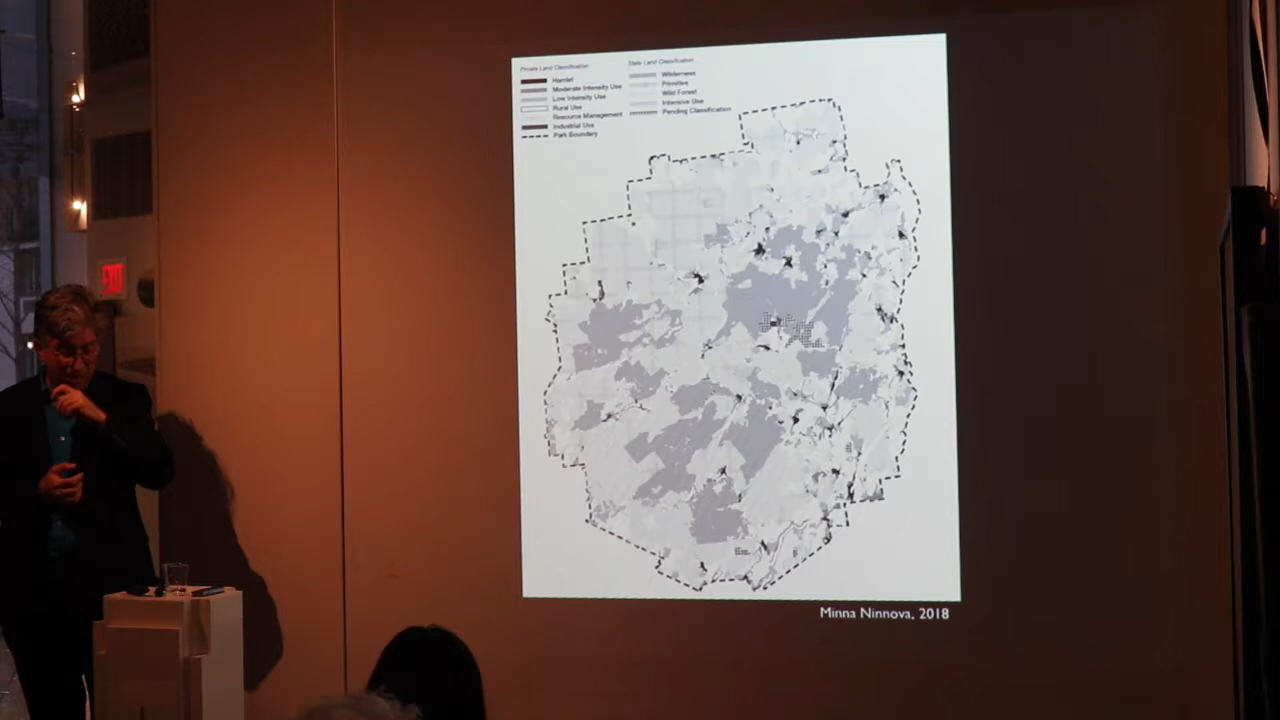 Private Land Classification
Hamlet
Moderate Intensity Use
Low Intensity Use
Rural Use
Resource Management
Industrial Use
Park Boundary
State Land Classification
Wilderness
Primitive
Wild Forest
Intensive Use
Pending Classification
EXIT
Minna Ninnova, 2018